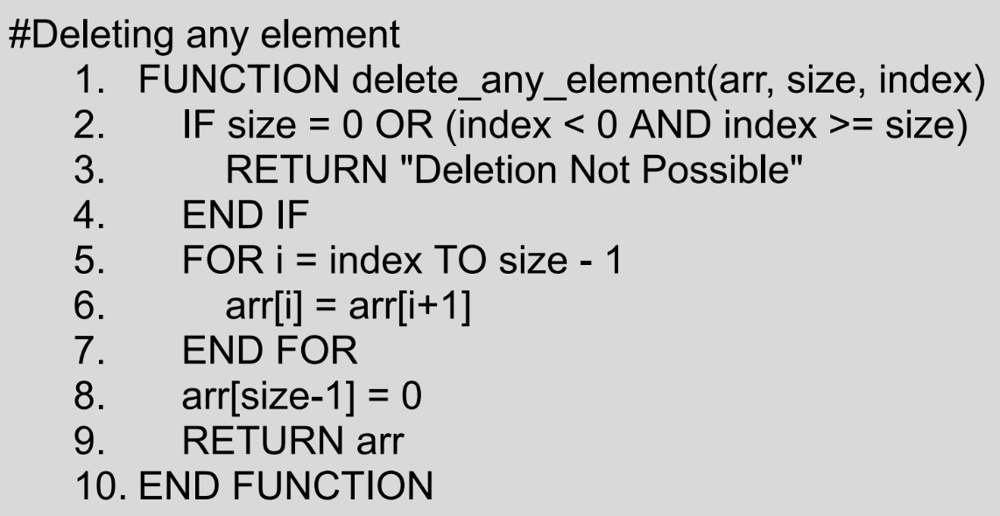 #Deleting any element
1. FUNCTION delete_any_element(arr, size, index)
2. IF size = 0 OR (index < 0 AND index >= size)
3. RETURN "Deletion Not Possible"
4. END IF
5. FOR i = index TO size - 1
6. arr[i] = arr[i+1]
7. END FOR
8. arr[size-1] = 0
9. RETURN arr
10. END FUNCTION